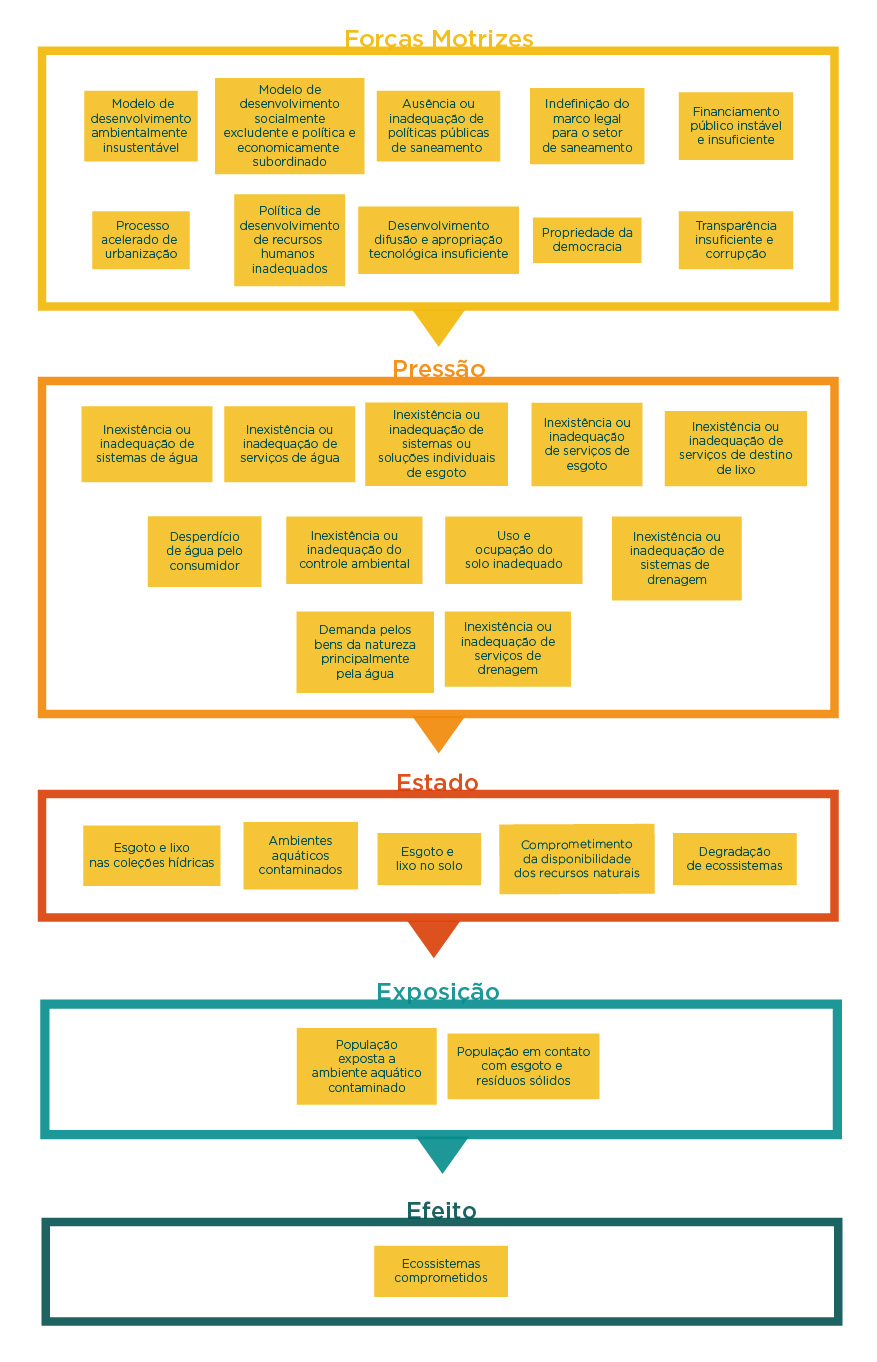 Forças Motrizes
Modelo de
desenvolvimento
ambientalmente
insustentável
Modelo de
desenvolvimento
socialmente
excludente e política e
economicamente
subordinado
Ausência ou
inadequação de
políticas públicas
de saneamento
Indefinição do
marco legal
para o setor
de saneamento
Financiamento
público instável
e insuficiente
Processo
acelerado de
urbanização
Política de
desenvolvimento
de recursos
humanos
inadequados
Desenvolvimento
difusão e apropriação
tecnológica insuficiente
Propriedade da
democracia
Transparência
insuficiente e
corrupção
Pressão
Inexistência ou
inadequação de
sistemas de água
Inexistência ou
inadequação de
serviços de água
Inexistência ou
inadequação de
sistemas ou
soluções individuais
de esgoto
Inexistência ou
inadequação
de serviços de
esgoto
Inexistência ou
inadequação de
serviços de destino
de lixo
Desperdício
de água pelo
consumidor
Inexistência ou
inadequação do
controle ambiental
Uso e
ocupação do
solo inadequado
Inexistência ou
inadequação de
sistemas de
drenagem
Demanda pelos
bens da natureza
principalmente
pela água
Inexistência ou
inadequação de
serviços de
drenagem
Estado
Esgoto e lixo
nas coleções hídricas
Ambientes
aquáticos
contaminados
Esgoto e
lixo no solo
Comprometimento
da disponibilidade
dos recursos naturais
Degradação
de ecossistemas
Exposição
População
exposta a
ambiente aquático
contaminado
População em contato
com esgoto e
resíduos sólidos
Efeito
Ecossistemas
comprometidos